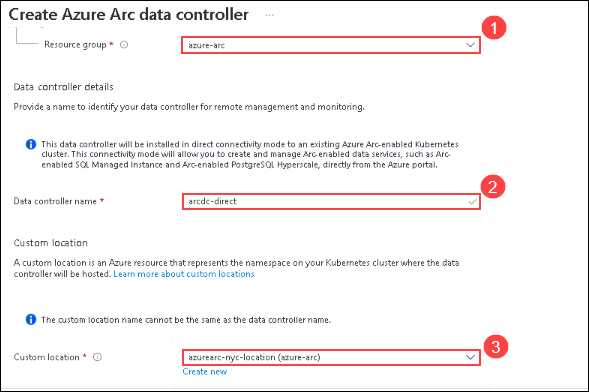 Create Azure Arc data controller ...
1
Resource group * azure-arc
Data controller details
Provide a name to identify your data controller for remote management and monitoring.
This data controller will be installed in direct connectivity mode to an existing Azure Arc-enabled Kubernetes
cluster. This connectivity mode will allow you to create and manage Arc-enabled data services, such as Arc-
enabled SQL Managed Instance and Arc-enabled PostgreSQL Hyperscale, directly from the Azure portal.
2
Data controller name * arcdc-direct
Custom location
A custom location is an Azure resource that represents the namespace on your Kubernetes cluster where the data
controller will be hosted. Learn more about custom locations
The custom location name cannot be the same as the data controller name.
3
Custom location * azurearc-nyc-location (azure-arc)
Create new